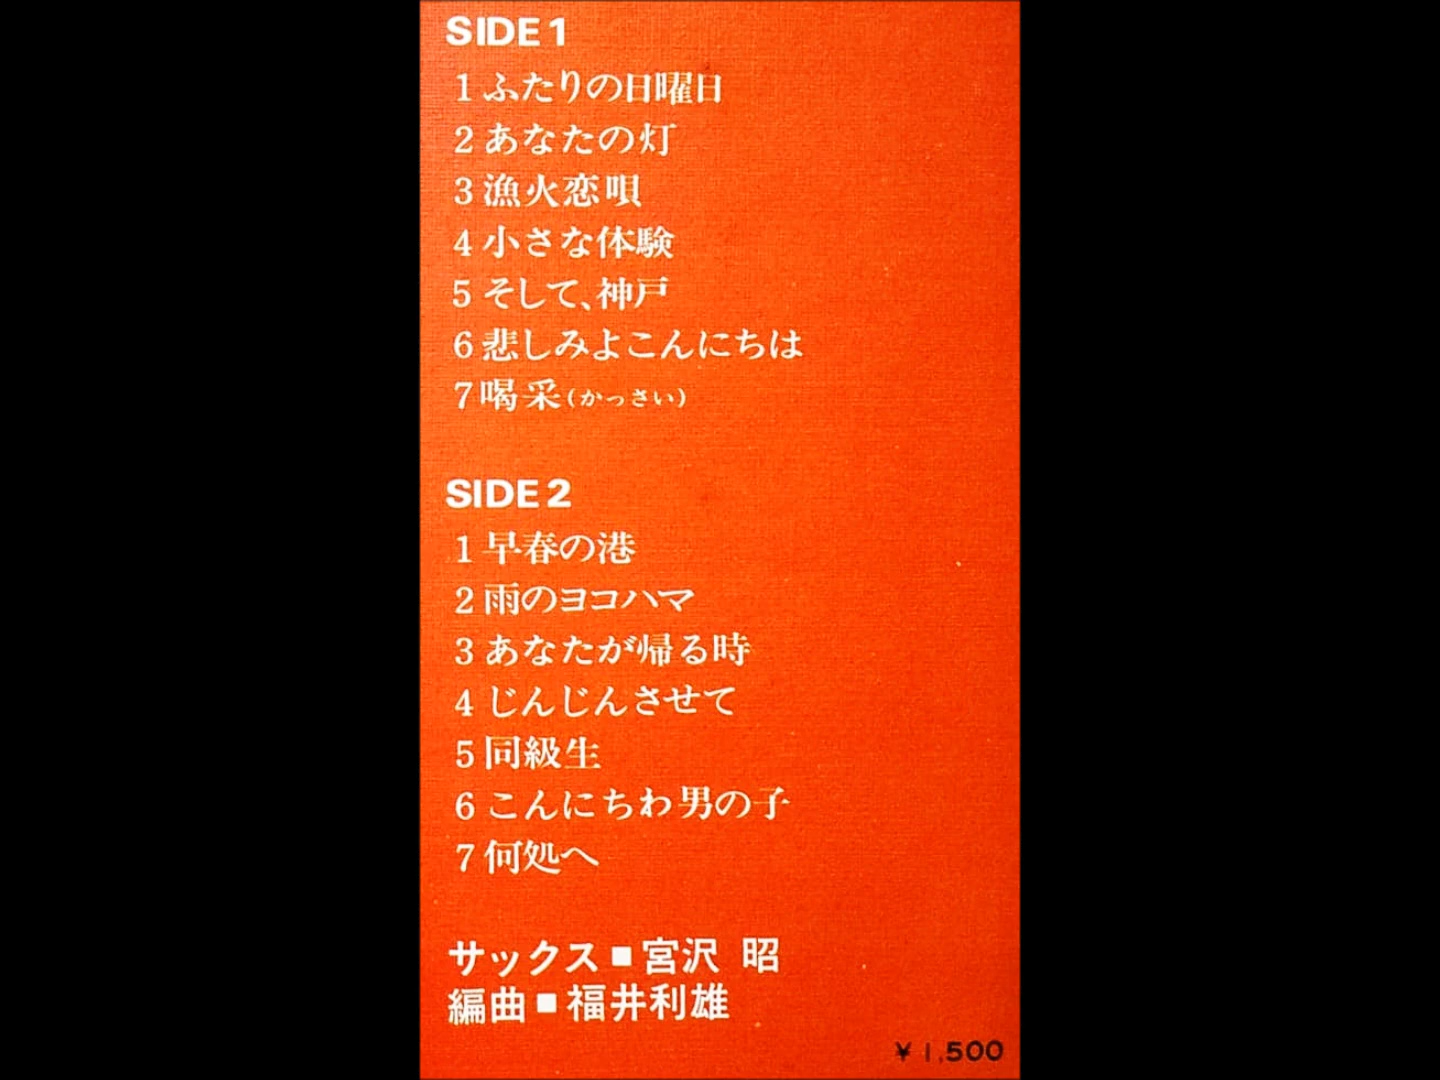 SIDE 1
1 ふたりの日曜日
2 あなたの灯
3 漁火恋唄
4 小さな体験
5 そして、神戸
6 悲しみよこんにちは
7 喝采(かっさい)
SIDE 2
1 早春の港
2 雨のヨコハマ
3 あなたが帰る時
4 じんじんさせて
5 同級生
6 こんにちわ男の子
7 何処へ
サックス■宮沢 昭
編曲■福井利雄
¥1,500